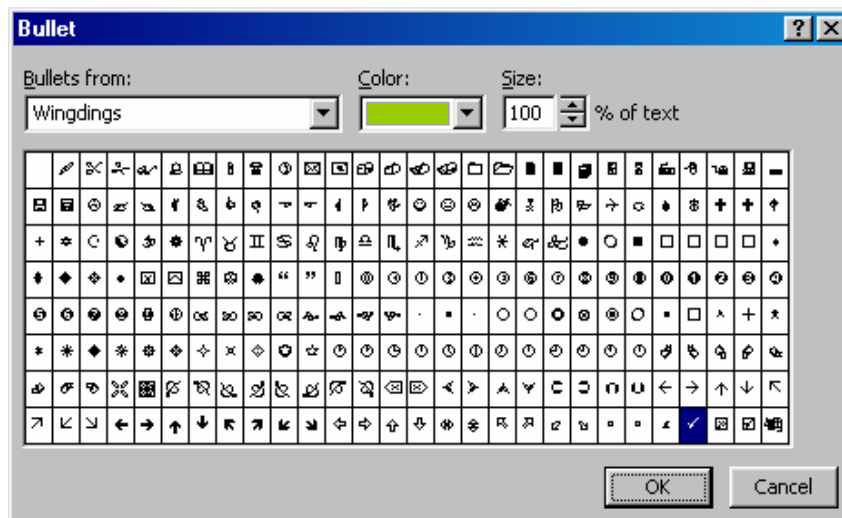 Bullet
Bullets from:
Color:
Size:
Wingdings
100
% of text
OK
Cancel